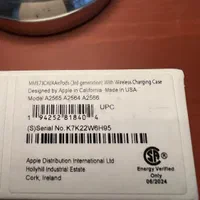 MME73CH/A AirPods (3rd generation) With Wireless Charging Case
Designed by Apple in California Made in USA
Model A2565 A2564 A2566
1 94252 81840 4
UPC
(S)Serial No. K7K22W6H95
Apple Distribution International Ltd
Hollyhill Industrial Estate
Cork, Ireland
Energy Verified
Only
06/2024